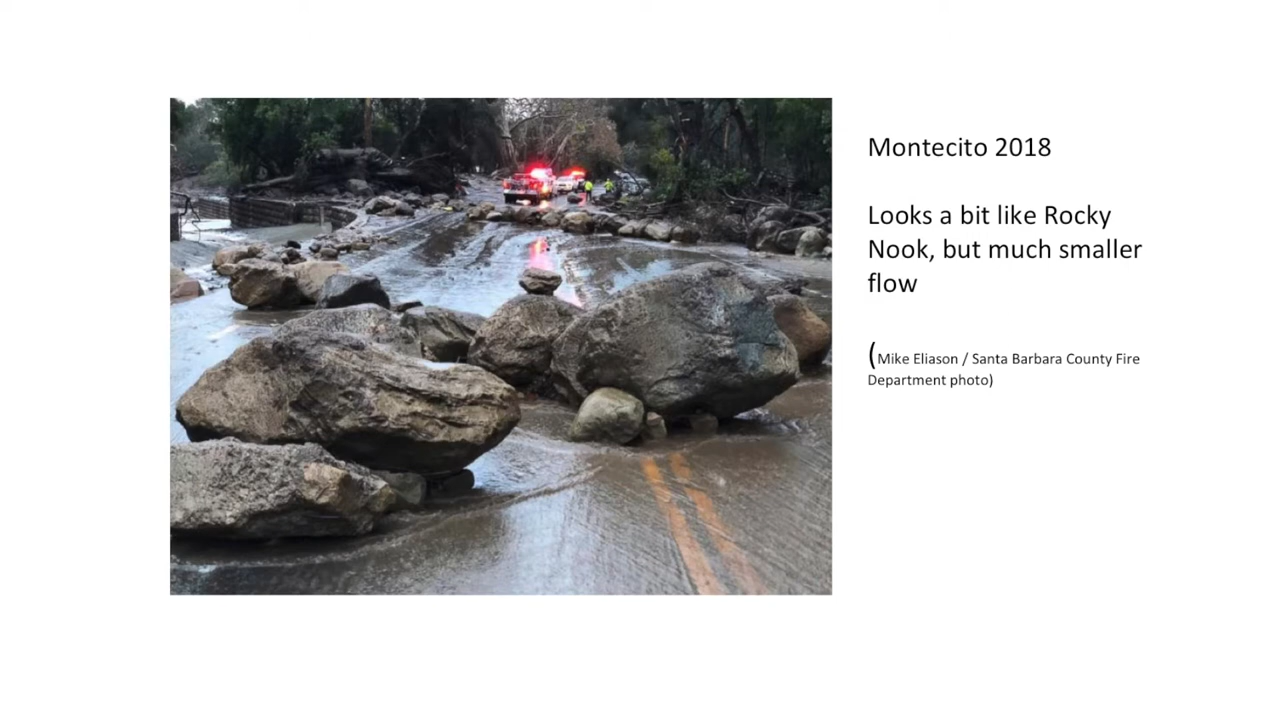 Montecito 2018
Looks a bit like Rocky
Nook, but much smaller
flow
(Mike Eliason / Santa Barbara County Fire
Department photo)